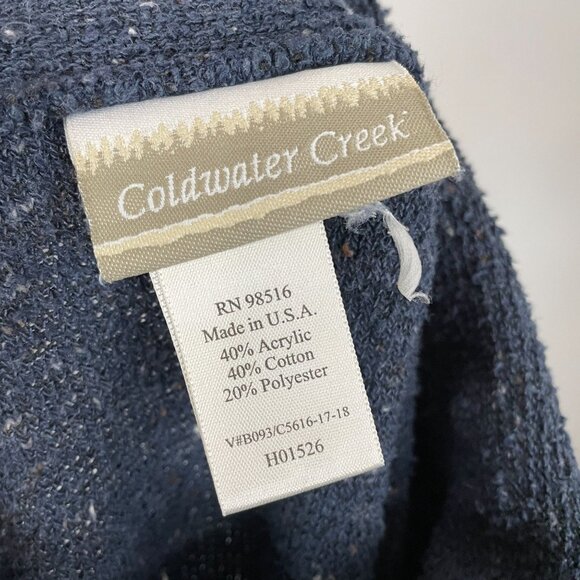 Coldwater Creek
RN 98516
Made in U.S.A.
40% Acrylic
40% Cotton
20% Polyester
V#B093/C5616-17-18
H01526